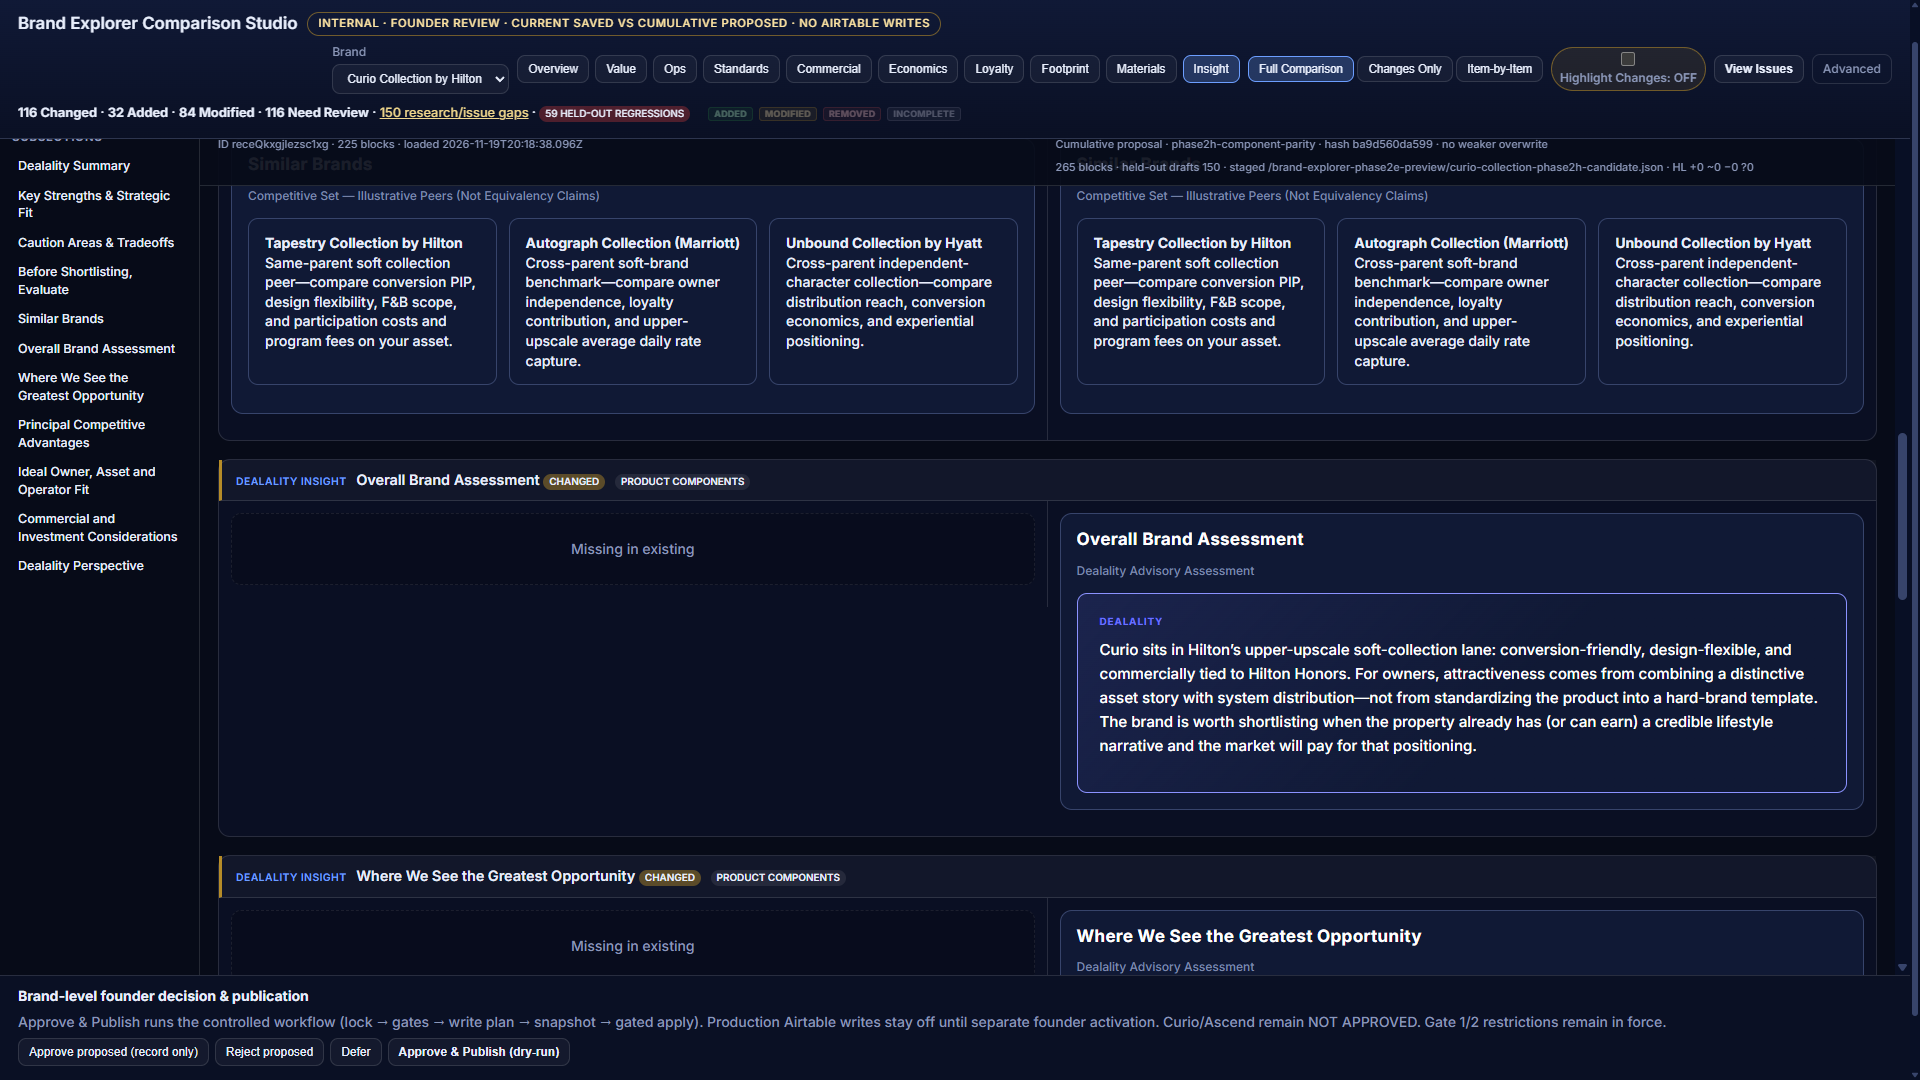 Brand Explorer Comparison Studio
INTERNAL · FOUNDER REVIEW · CURRENT SAVED VS CUMULATIVE PROPOSED · NO AIRTABLE WRITES
Brand
Curio Collection by Hilton
Overview
Value
Ops
Standards
Commercial
Economics
Loyalty
Footprint
Materials
Insight
Full Comparison
Changes Only
Item-by-Item
Highlight Changes: OFF
View Issues
Advanced
116 Changed · 32 Added · 84 Modified · 116 Need Review · 150 research/issue gaps ·
59 HELD-OUT REGRESSIONS
ADDED
MODIFIED
REMOVED
INCOMPLETE
Dealality Summary
Key Strengths & Strategic
Fit
Caution Areas & Tradeoffs
Before Shortlisting,
Evaluate
Similar Brands
Overall Brand Assessment
Where We See the
Greatest Opportunity
Principal Competitive
Advantages
Ideal Owner, Asset and
Operator Fit
Commercial and
Investment Considerations
Dealality Perspective
ID receQkxgjlezsc1xg · 225 blocks · loaded 2026-11-19T20:18:38.096Z
Similar Brands
Competitive Set — Illustrative Peers (Not Equivalency Claims)
Tapestry Collection by Hilton
Same-parent soft collection
peer—compare conversion PIP,
design flexibility, F&B scope,
and participation costs and
program fees on your asset.
Autograph Collection (Marriott)
Cross-parent soft-brand
benchmark—compare owner
independence, loyalty
contribution, and upper-
upscale average daily rate
capture.
Unbound Collection by Hyatt
Cross-parent independent-
character collection—compare
distribution reach, conversion
economics, and experiential
positioning.
Cumulative proposal · phase2h-component-parity · hash ba9d560da599 · no weaker overwrite
265 blocks · held-out drafts 150 · staged /brand-explorer-phase2e-preview/curio-collection-phase2h-candidate.json · HL +0 ~0 −0 ?0
Competitive Set — Illustrative Peers (Not Equivalency Claims)
Tapestry Collection by Hilton
Same-parent soft collection
peer—compare conversion PIP,
design flexibility, F&B scope,
and participation costs and
program fees on your asset.
Autograph Collection (Marriott)
Cross-parent soft-brand
benchmark—compare owner
independence, loyalty
contribution, and upper-
upscale average daily rate
capture.
Unbound Collection by Hyatt
Cross-parent independent-
character collection—compare
distribution reach, conversion
economics, and experiential
positioning.
DEALALITY INSIGHT Overall Brand Assessment CHANGED PRODUCT COMPONENTS
Missing in existing
Overall Brand Assessment
Dealality Advisory Assessment
DEALALITY
Curio sits in Hilton’s upper-upscale soft-collection lane: conversion-friendly, design-flexible, and
commercially tied to Hilton Honors. For owners, attractiveness comes from combining a distinctive
asset story with system distribution—not from standardizing the product into a hard-brand template.
The brand is worth shortlisting when the property already has (or can earn) a credible lifestyle
narrative and the market will pay for that positioning.
DEALALITY INSIGHT Where We See the Greatest Opportunity CHANGED PRODUCT COMPONENTS
Missing in existing
Where We See the Greatest Opportunity
Dealality Advisory Assessment
Brand-level founder decision & publication
Approve & Publish runs the controlled workflow (lock → gates → write plan → snapshot → gated apply). Production Airtable writes stay off until separate founder activation. Curio/Ascend remain NOT APPROVED. Gate 1/2 restrictions remain in force.
Approve proposed (record only)
Reject proposed
Defer
Approve & Publish (dry-run)